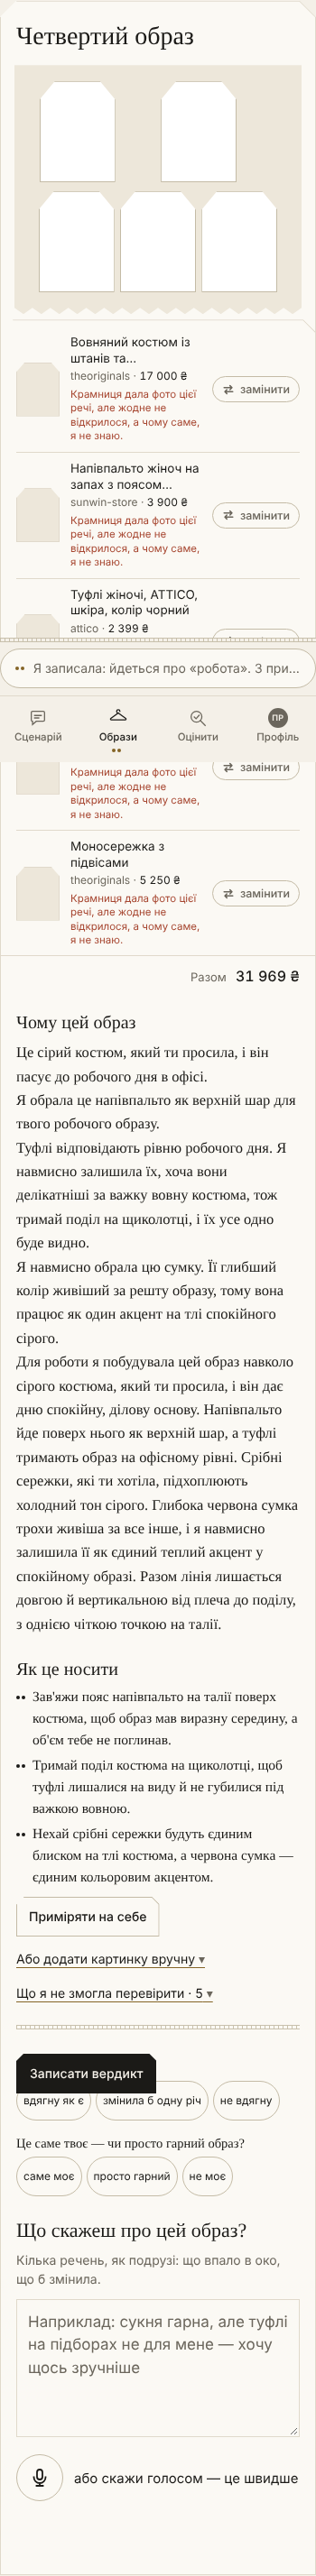 Четвертий образ
Вовняний костюм із
штанів та...
theoriginals · 17 000 ₴
Крамниця дала фото цієї
речі, але жодне не
відкрилося, а чому саме,
я не знаю.
замінити
Напівпальто жіноч на
запах з поясом...
sunwin-store · 3 900 ₴
Крамниця дала фото цієї
речі, але жодне не
відкрилося, а чому саме,
я не знаю.
замінити
Туфлі жіночі, ATTICO,
шкіра, колір чорний
attico · 2 399 ₴
Я записала: йдеться про «робота». З при...
Сценарій
Образи
Оцінити
ПР
Профіль
Крамниця дала фото цієї
речі, але жодне не
відкрилося, а чому саме,
я не знаю.
замінити
Моносережка з
підвісами
theoriginals · 5 250 ₴
Крамниця дала фото цієї
речі, але жодне не
відкрилося, а чому саме,
я не знаю.
замінити
Разом 31 969 ₴
Чому цей образ
Це сірий костюм, який ти просила, і він
пасує до робочого дня в офісі.
Я обрала це напівпальто як верхній шар для
твого робочого образу.
Туфлі відповідають рівню робочого дня. Я
навмисно залишила їх, хоча вони
делікатніші за важку вовну костюма, тож
тримай поділ на щиколотці, і їх усе одно
буде видно.
Я навмисно обрала цю сумку. Її глибший
колір живіший за решту образу, тому вона
працює як один акцент на тлі спокійного
сірого.
Для роботи я побудувала цей образ навколо
сірого костюма, який ти просила, і він дає
дню спокійну, ділову основу. Напівпальто
йде поверх нього як верхній шар, а туфлі
тримають образ на офісному рівні. Срібні
сережки, які ти хотіла, підхоплюють
холодний тон сірого. Глибока червона сумка
трохи живіша за все інше, і я навмисно
залишила її як єдиний теплий акцент у
спокійному образі. Разом лінія лишається
довгою й вертикальною від плеча до поділу,
з однією чіткою точкою на талії.
Як це носити
•• Зав'яжи пояс напівпальто на талії поверх
костюма, щоб образ мав виразну середину, а
об'єм тебе не поглинав.
•• Тримай поділ костюма на щиколотці, щоб
туфлі лишалися на виду й не губилися під
важкою вовною.
•• Нехай срібні сережки будуть єдиним
блиском на тлі костюма, а червона сумка —
єдиним кольоровим акцентом.
Приміряти на себе
Або додати картинку вручну ▾
Що я не змогла перевірити · 5 ▾
Записати вердикт
вдягну як є
змінила б одну річ
не вдягну
Це саме твоє — чи просто гарний образ?
саме моє
просто гарний
не моє
Що скажеш про цей образ?
Кілька речень, як подрузі: що впало в око,
що б змінила.
Наприклад: сукня гарна, але туфлі
на підборах не для мене — хочу
щось зручніше
або скажи голосом — це швидше